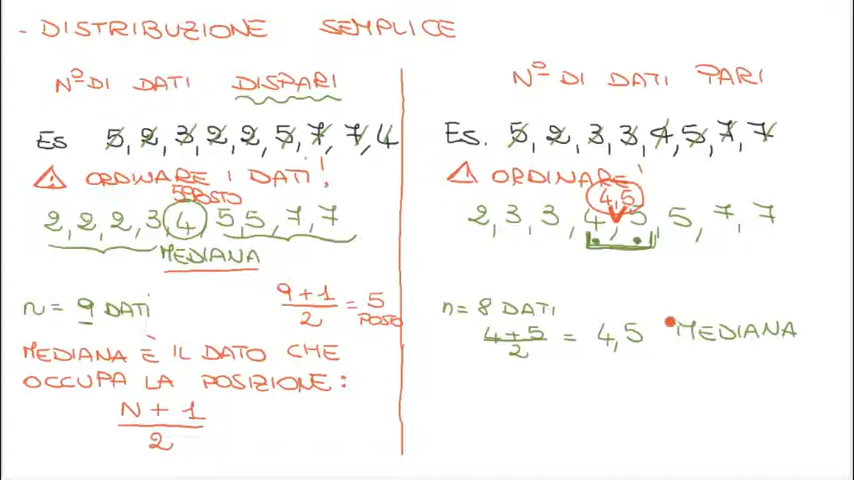 - DISTRIBUZIONE SEMPLICE
N° DI DATI DISPARI
Es 5, 2, 3, 2, 2, 5, 7, 7, 4
⚠ ORDINARE I DATI!
5°POSTO
2, 2, 2, 3, 4, 5, 5, 7, 7
MEDIANA
n = 9 DATI
9+1/2 = 5 POSTO
MEDIANA È IL DATO CHE
OCCUPA LA POSIZIONE:
N + 1
2
N° DI DATI PARI
Es. 5, 2, 3, 3, 4, 5, 7, 7
⚠ ORDINARE!
4,5
2, 3, 3, 4, 5, 5, 7, 7
n = 8 DATI
4+5/2 = 4,5 MEDIANA